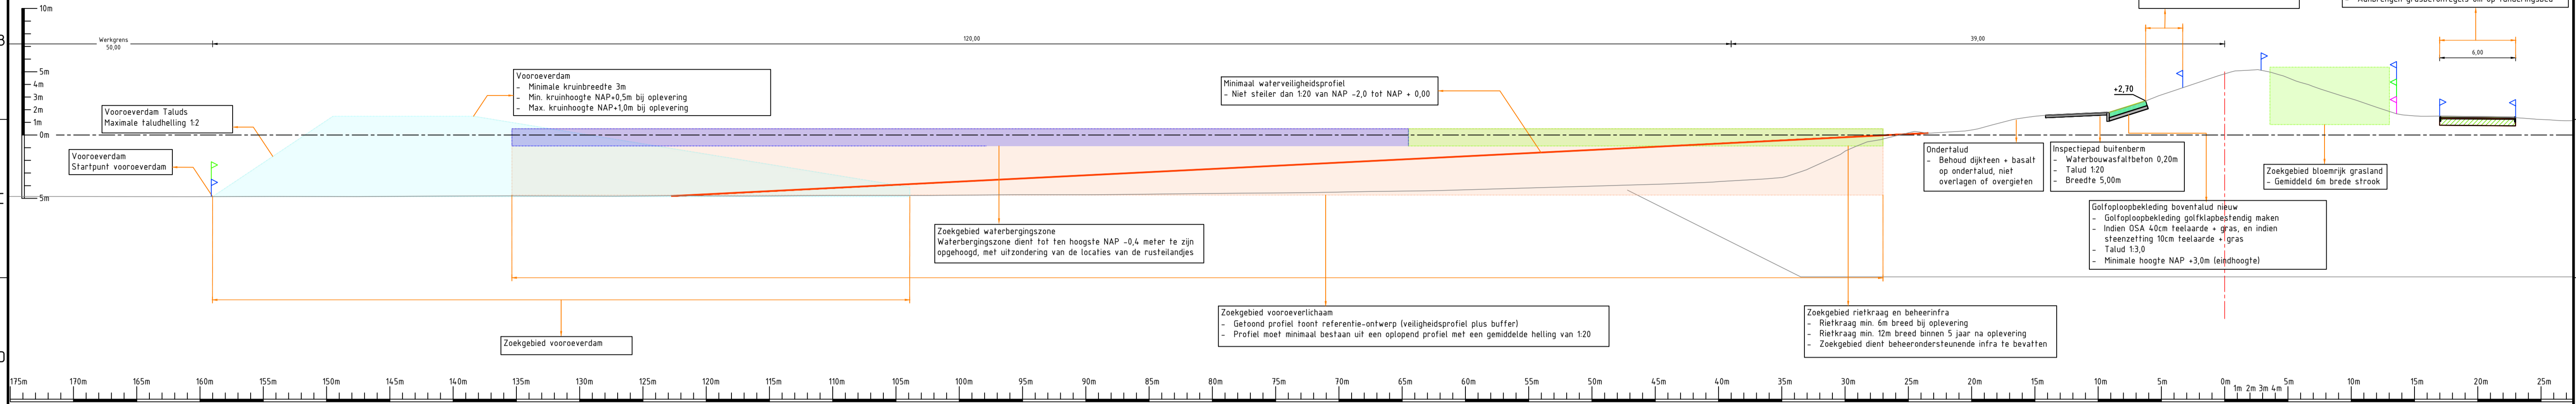 10m
B
Werkgrens
50,00
120,00
39,00
6,00
5m
4m
3m
2m
1m
0m
5m
Vooroeverdam
- Minimale kruinbreedte 3m
- Min. kruinhoogte NAP+0,5m bij oplevering
- Max. kruinhoogte NAP+1,0m bij oplevering
Minimaal waterveiligheidsprofiel
- Niet steiler dan 1:20 van NAP -2,0 tot NAP + 0,00
+2,70
Vooroeverdam Taluds
Maximale taludhelling 1:2
Vooroeverdam
Startpunt vooroeverdam
Ondertalud
- Behoud dijkteen + basalt
op ondertalud, niet
overlagen of overgieten
Inspectiepad buitenberm
- Waterbouwasfaltbeton 0,20m
- Talud 1:20
- Breedte 5,00m
Zoekgebied bloemrijk grasland
- Gemiddeld 6m brede strook
Golfoploopbekleding boventalud nieuw
- Golfoploopbekleding golfklapbestendig maken
- Indien OSA 40cm teelaarde + gras, en indien
steenzetting 10cm teelaarde + gras
- Talud 1:3,0
- Minimale hoogte NAP +3,0m (eindhoogte)
Zoekgebied waterbergingszone
Waterbergingszone dient tot ten hoogste NAP -0,4 meter te zijn
opgehoogd, met uitzondering van de locaties van de rusteilandjes
Zoekgebied vooroeverlichaam
- Getoond profiel toont referentie-ontwerp (veiligheidsprofiel plus buffer)
- Profiel moet minimaal bestaan uit een oplopend profiel met een gemiddelde helling van 1:20
Zoekgebied rietkraag en beheerinfra
- Rietkraag min. 6m breed bij oplevering
- Rietkraag min. 12m breed binnen 5 jaar na oplevering
- Zoekgebied dient beheerondersteunende infra te bevatten
Zoekgebied vooroeverdam
175m 170m 165m 160m 155m 150m 145m 140m 135m 130m 125m 120m 115m 110m 105m 100m 95m 90m 85m 80m 75m 70m 65m 60m 55m 50m 45m 40m 35m 30m 25m 20m 15m 10m 5m 0m 1m 2m 3m 4m 5m 10m 15m 20m 25m